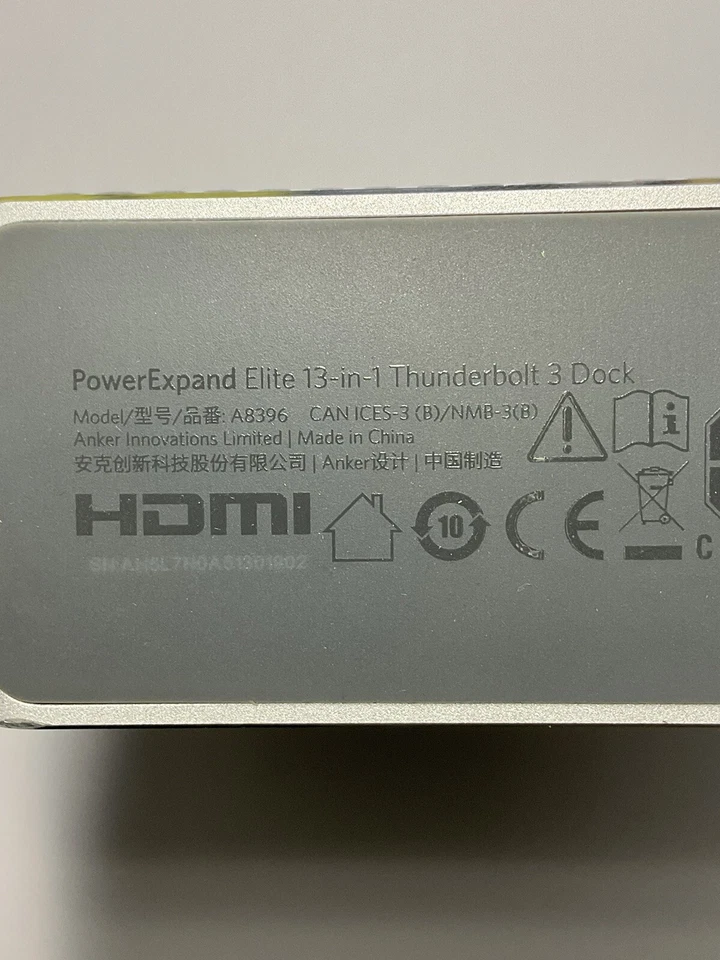 PowerExpand Elite 13-in-1 Thunderbolt 3 Dock
Model/型号/品番: A8396 CAN ICES-3 (B)/NMB-3(B)
Anker Innovations Limited | Made in China
安克创新科技股份有限公司 | Anker设计 | 中国制造
HDMI
10
CE
C